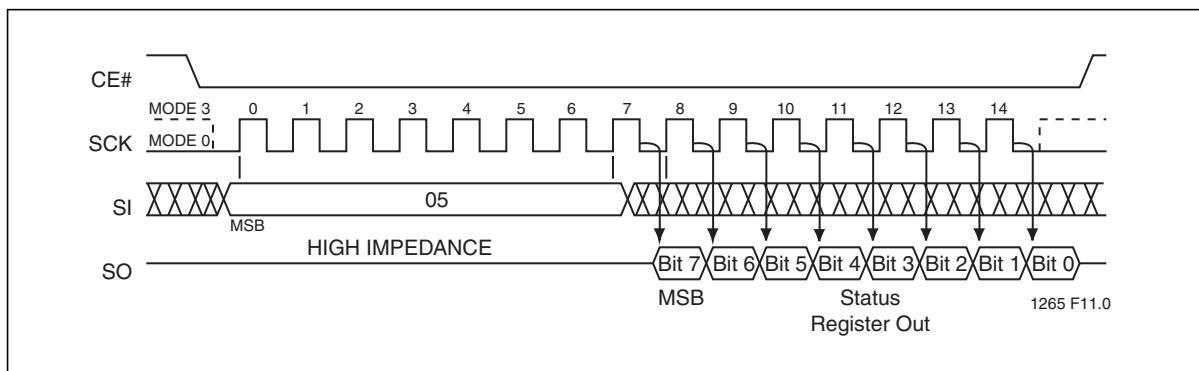 CE#
MODE 3 0 1 2 3 4 5 6 7 8 9 10 11 12 13 14
SCK MODE 0
SI 05
MSB
HIGH IMPEDANCE
SO Bit 7 Bit 6 Bit 5 Bit 4 Bit 3 Bit 2 Bit 1 Bit 0
MSB Status
Register Out
1265 F11.0